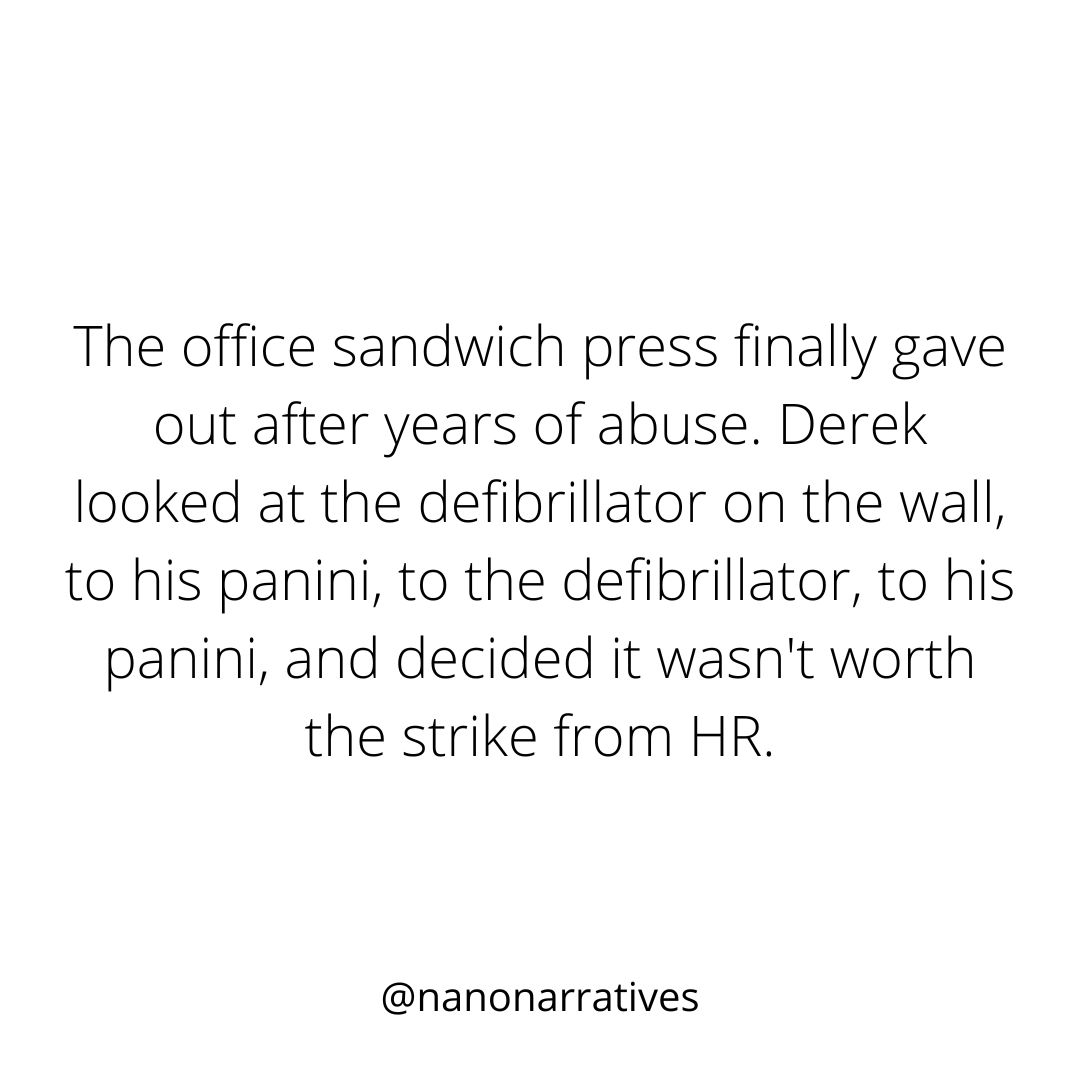 The office sandwich press finally gave
out after years of abuse. Derek
looked at the defibrillator on the wall,
to his panini, to the defibrillator, to his
panini, and decided it wasn't worth
the strike from HR.
@nanonarratives